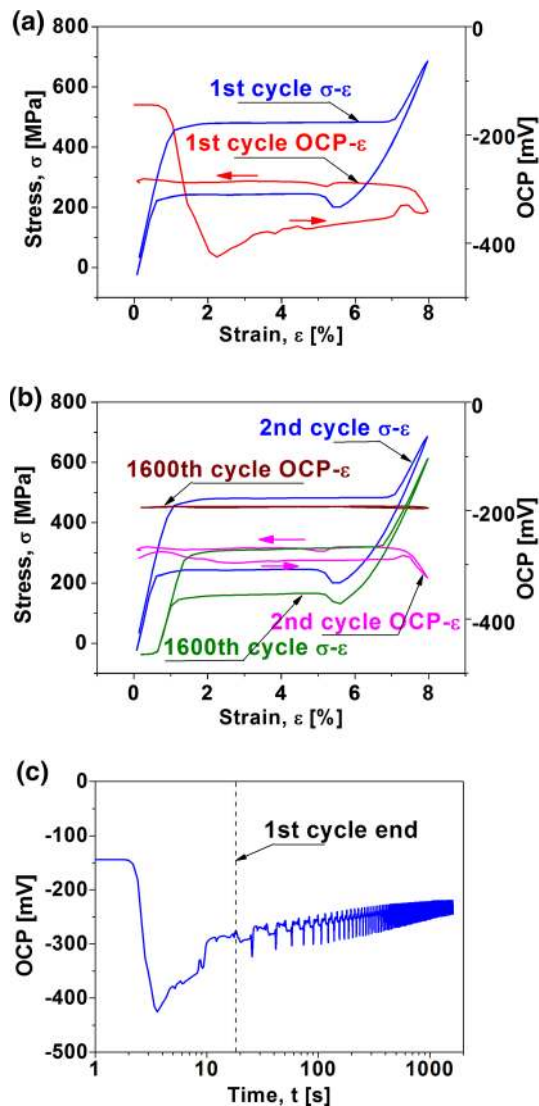 (a)
800
600
400
200
0
Stress, σ [MPa]
0
-200
-400
OCP [mV]
1st cycle σ-ε
1st cycle OCP-ε
0 2 4 6 8
Strain, ε [%]
(b)
800
600
400
200
0
Stress, σ [MPa]
0
-200
-400
OCP [mV]
2nd cycle σ-ε
1600th cycle OCP-ε
2nd cycle OCP-ε
1600th cycle σ-ε
0 2 4 6 8
Strain, ε [%]
(c)
0
-100
-200
-300
-400
-500
OCP [mV]
1st cycle end
1 10 100 1000
Time, t [s]